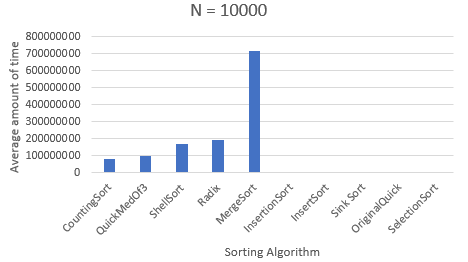 N = 10000
Average amount of time
800000000
700000000
600000000
500000000
400000000
300000000
200000000
100000000
0
CountingSort
QuickMedOf3
ShellSort
Radix
MergeSort
InsertionSort
InsertSort
Sink Sort
OriginalQuick
SelectionSort
Sorting Algorithm